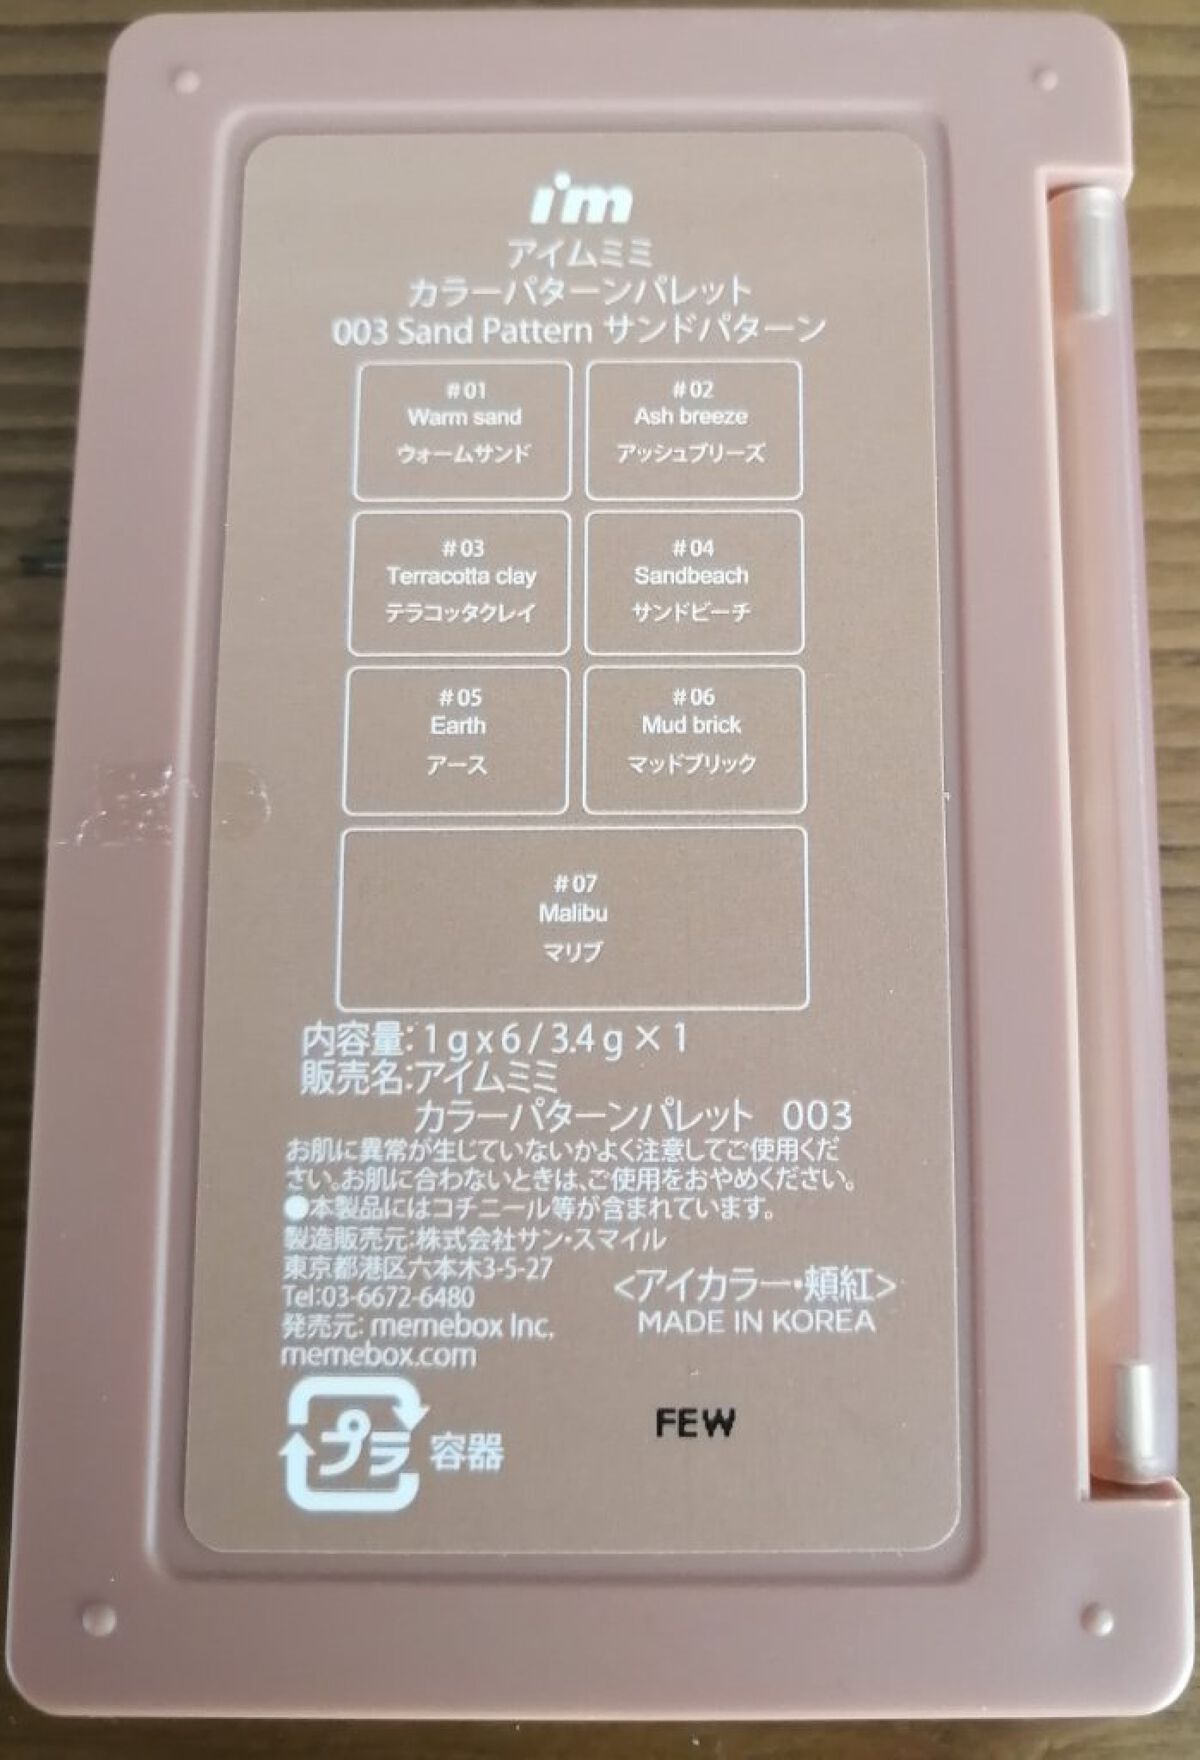 i'm
アイムミミ
カラーパターンパレット
003 Sand Pattern サンドパターン
#01
Warm sand
ウォームサンド
#02
Ash breeze
アッシュブリーズ
#03
Terracotta clay
テラコッタクレイ
#04
Sandbeach
サンドビーチ
#05
Earth
アース
#06
Mud brick
マッドブリック
#07
Malibu
マリブ
内容量:1g x 6 / 3.4g × 1
販売名:アイムミミ
カラーパターンパレット 003
お肌に異常が生じていないかよく注意してご使用くだ
さい。お肌に合わないときは、ご使用をおやめください。
●本製品にはコチニール等が含まれています。
製造販売元:株式会社サン・スマイル
東京都港区六本木3-5-27
Tel:03-6672-6480
発売元: memebox Inc.
memebox.com
<アイカラー・頬紅>
MADE IN KOREA
プラ 容器
FEW